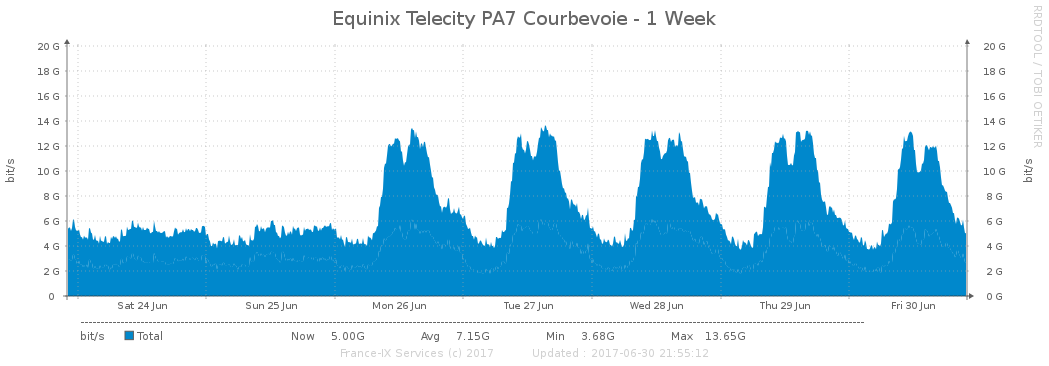 Equinix Telecity PA7 Courbevoie - 1 Week
RRDTOOL / TOBI OETIKER
20 G 20 G
18 G 18 G
16 G 16 G
14 G 14 G
12 G 12 G
10 G 10 G
8 G 8 G
6 G 6 G
4 G 4 G
2 G 2 G
0 0 G
bit/s bit/s
Sat 24 Jun Sun 25 Jun Mon 26 Jun Tue 27 Jun Wed 28 Jun Thu 29 Jun Fri 30 Jun
bit/s Total Now 5.00G Avg 7.15G Min 3.68G Max 13.65G
France-IX Services (c) 2017 Updated : 2017-06-30 21:55:12